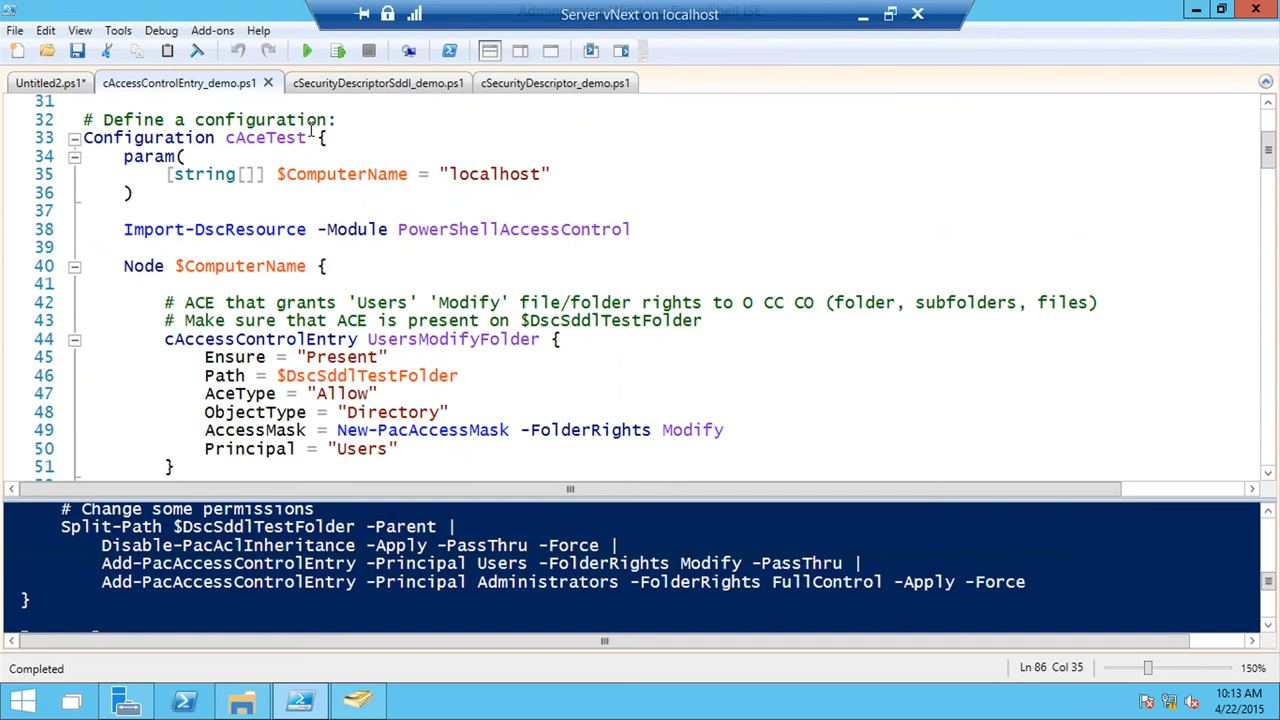 Server vNext on localhost
File Edit View Tools Debug Add-ons Help
Untitled2.ps1* cAccessControlEntry_demo.ps1 cSecurityDescriptorSddl_demo.ps1 cSecurityDescriptor_demo.ps1
31
32 # Define a configuration:
33 Configuration cAceTest {
34 param(
35 [string[]] $ComputerName = "localhost"
36 )
37
38 Import-DscResource -Module PowerShellAccessControl
39
40 Node $ComputerName {
41
42 # ACE that grants 'Users' 'Modify' file/folder rights to O CC CO (folder, subfolders, files)
43 # Make sure that ACE is present on $DscSddlTestFolder
44 cAccessControlEntry UsersModifyFolder {
45 Ensure = "Present"
46 Path = $DscSddlTestFolder
47 AceType = "Allow"
48 ObjectType = "Directory"
49 AccessMask = New-PacAccessMask -FolderRights Modify
50 Principal = "Users"
51 }
# Change some permissions
Split-Path $DscSddlTestFolder -Parent |
Disable-PacAclInheritance -Apply -PassThru -Force |
Add-PacAccessControlEntry -Principal Users -FolderRights Modify -PassThru |
Add-PacAccessControlEntry -Principal Administrators -FolderRights FullControl -Apply -Force
}
Completed Ln 86 Col 35 150%
10:13 AM
4/22/2015